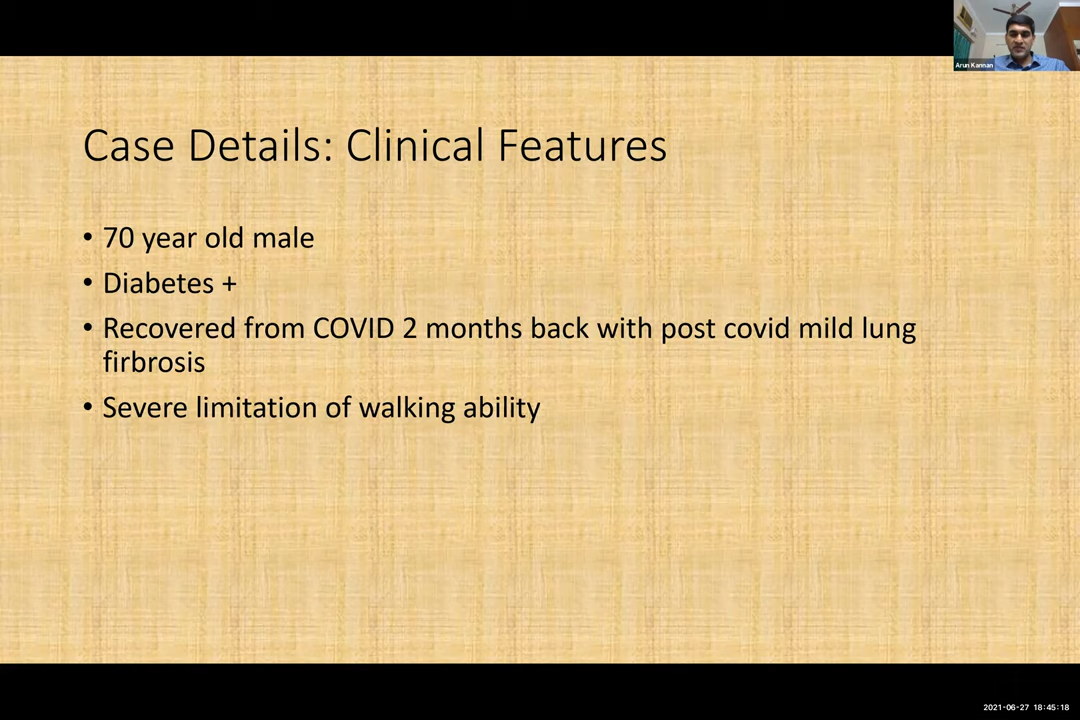 Arun Kannan
Case Details: Clinical Features
• 70 year old male
• Diabetes +
• Recovered from COVID 2 months back with post covid mild lung
firbrosis
• Severe limitation of walking ability
2021-06-27 18:45:18